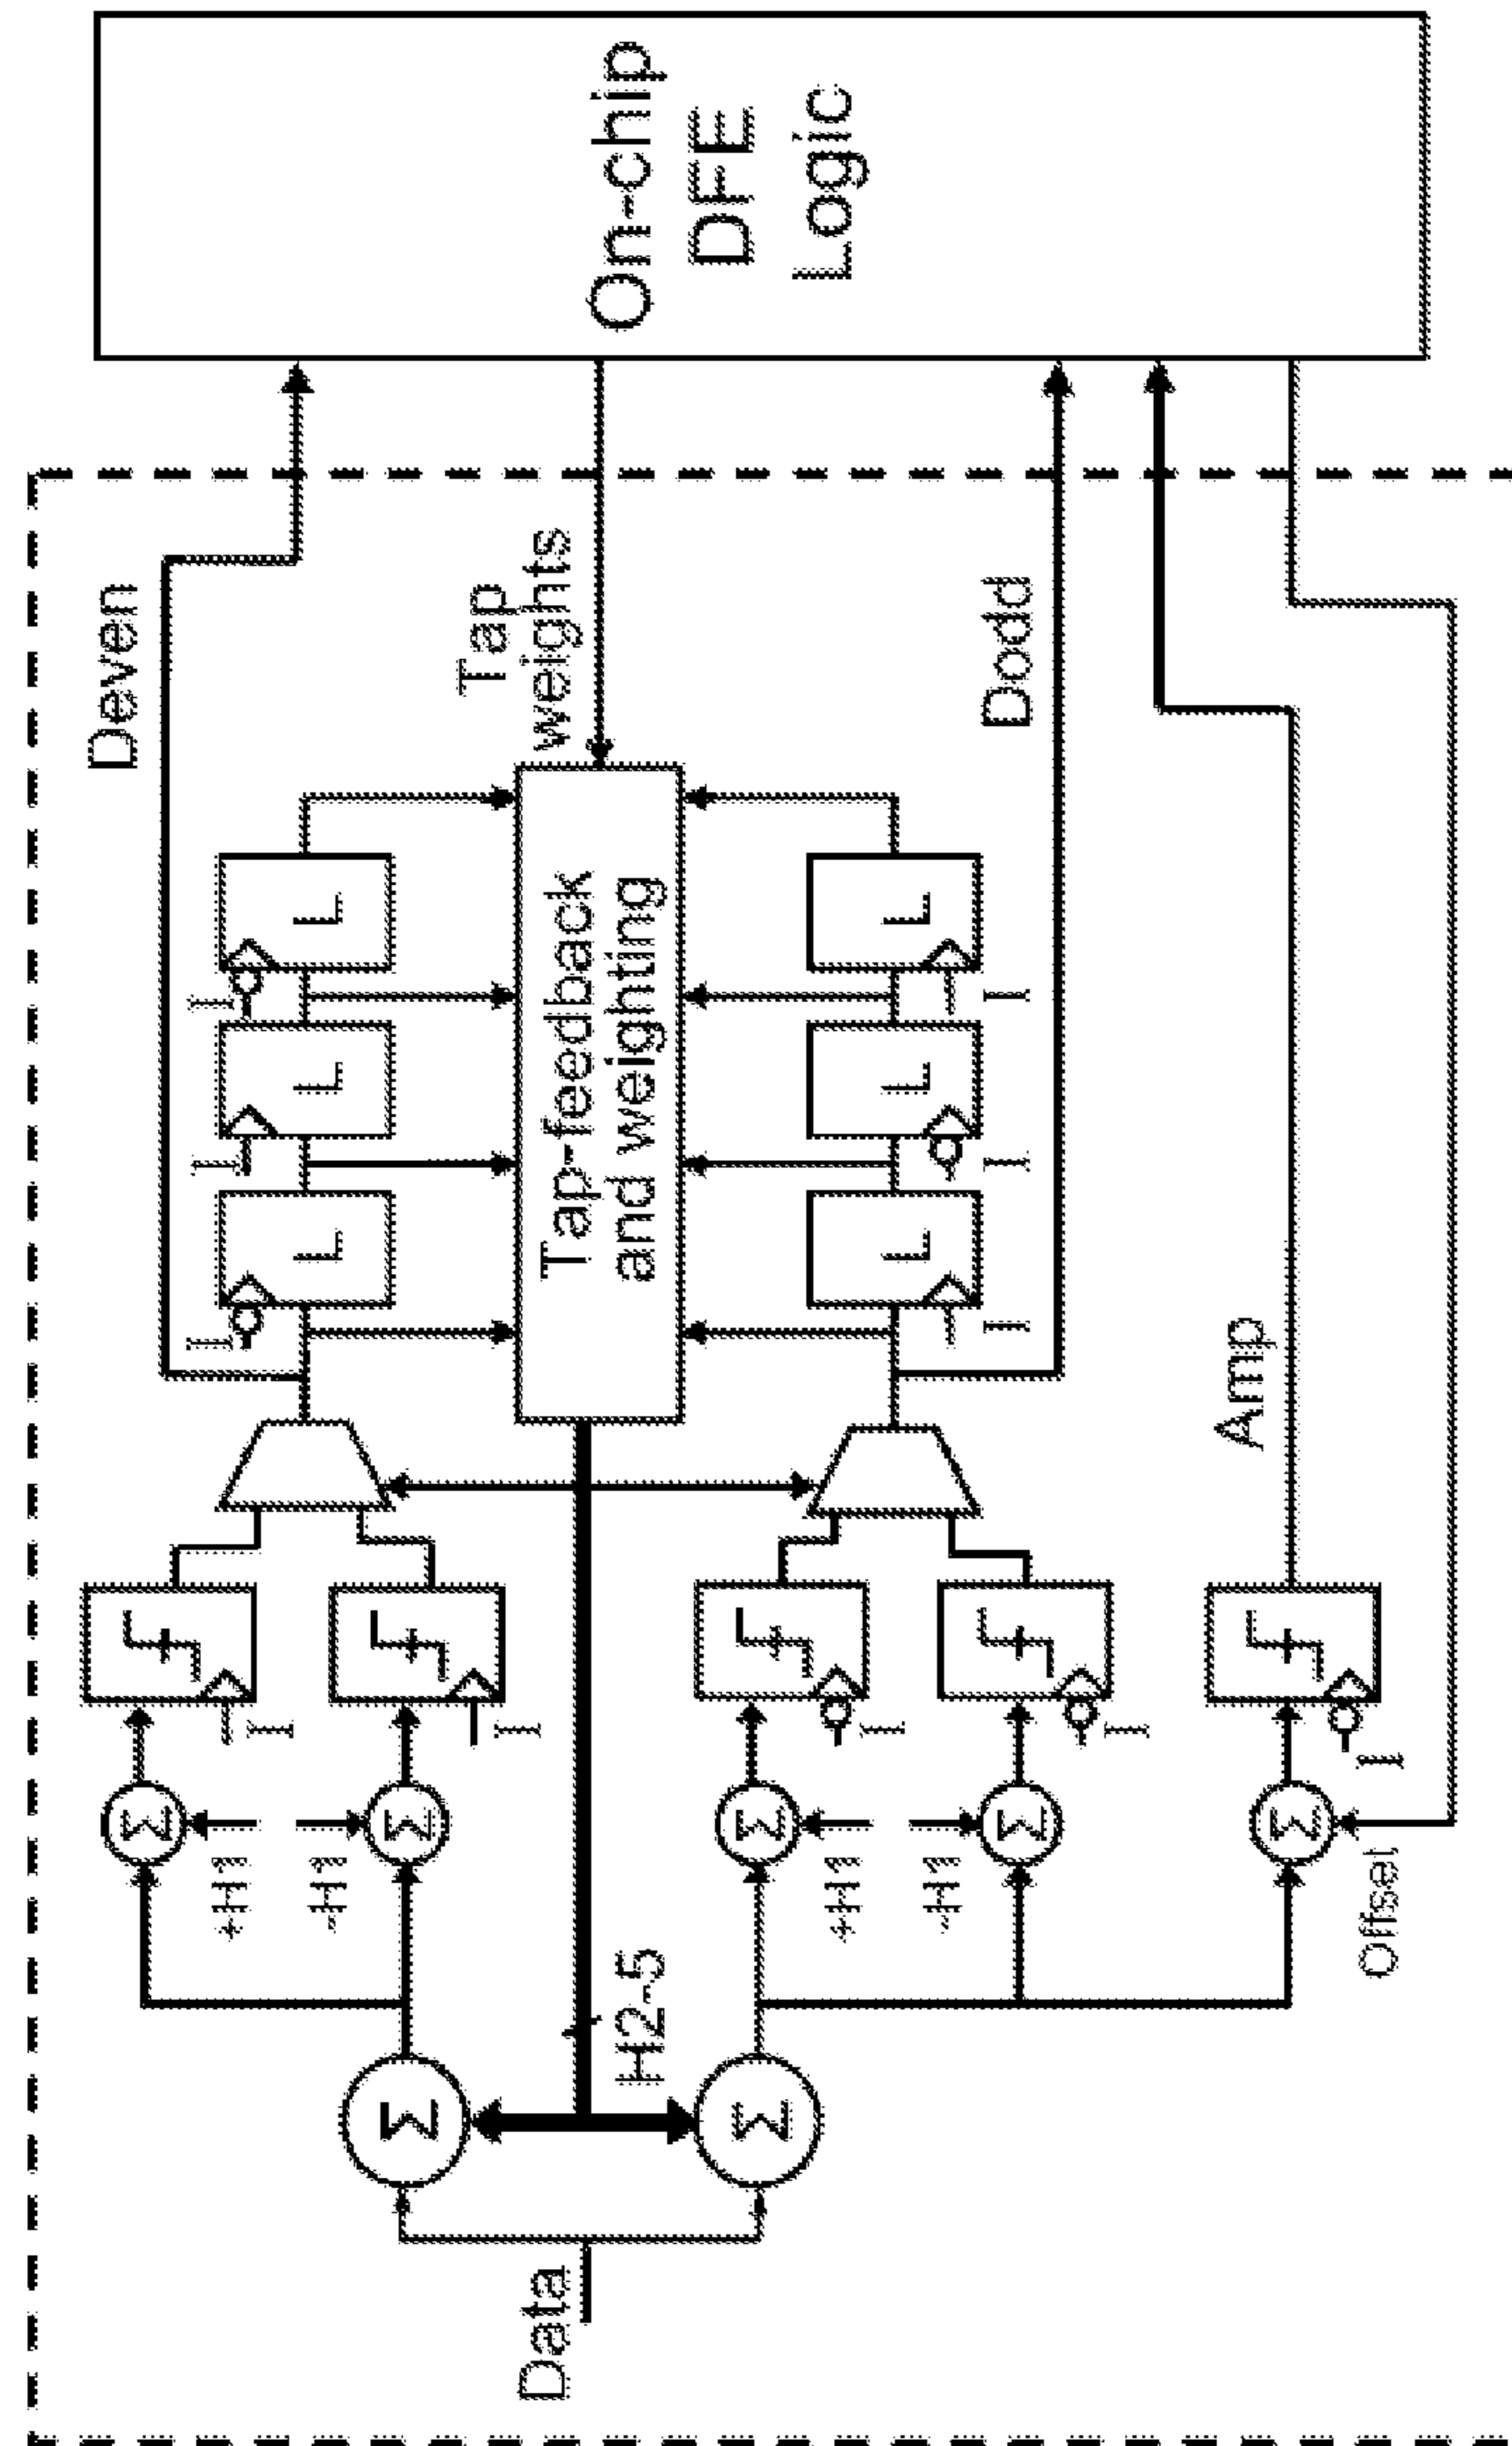 Data
H2-5
Σ
Σ
+H1
-H1
+H1
-H1
Offset
Σ
Σ
Σ
Σ
Σ
I
I
I
I
I
Deven
L
L
L
I
I
I
Tap-feedback
and weighting
Tap
weights
L
L
L
I
I
I
Dodd
Amp
On-chip
DFE
Logic